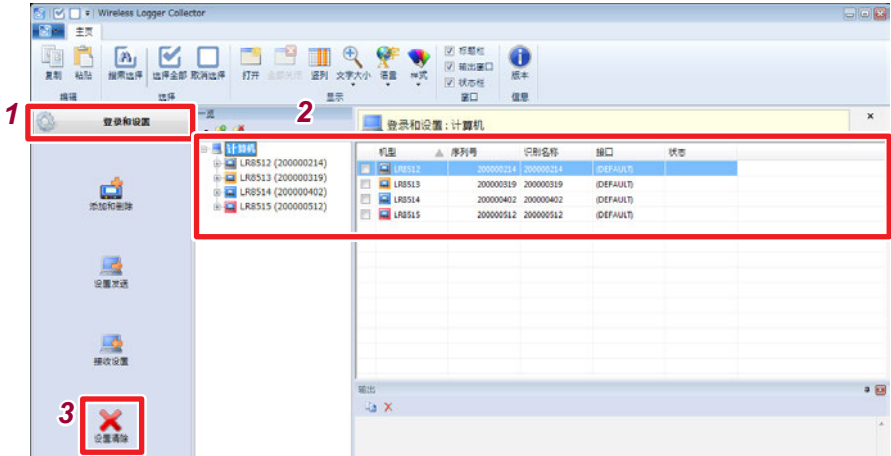 Wireless Logger Collector
主页
复制 粘贴 搜索选择 选择全部 取消选择 打开 全部关闭 竖列 文字大小 语言 样式 版本
标题栏
输出窗口
状态栏
编辑 选择 显示 窗口 信息
1 登录和设置
一览
2
登录和设置:计算机
计算机
LR8512 (200000214)
LR8513 (200000319)
LR8514 (200000402)
LR8515 (200000512)
机型 序列号 识别名称 接口 状态
LR8512 200000214 200000214 (DEFAULT)
LR8513 200000319 200000319 (DEFAULT)
LR8514 200000402 200000402 (DEFAULT)
LR8515 200000512 200000512 (DEFAULT)
添加和删除
设置发送
接收设置
3
设置清除
输出